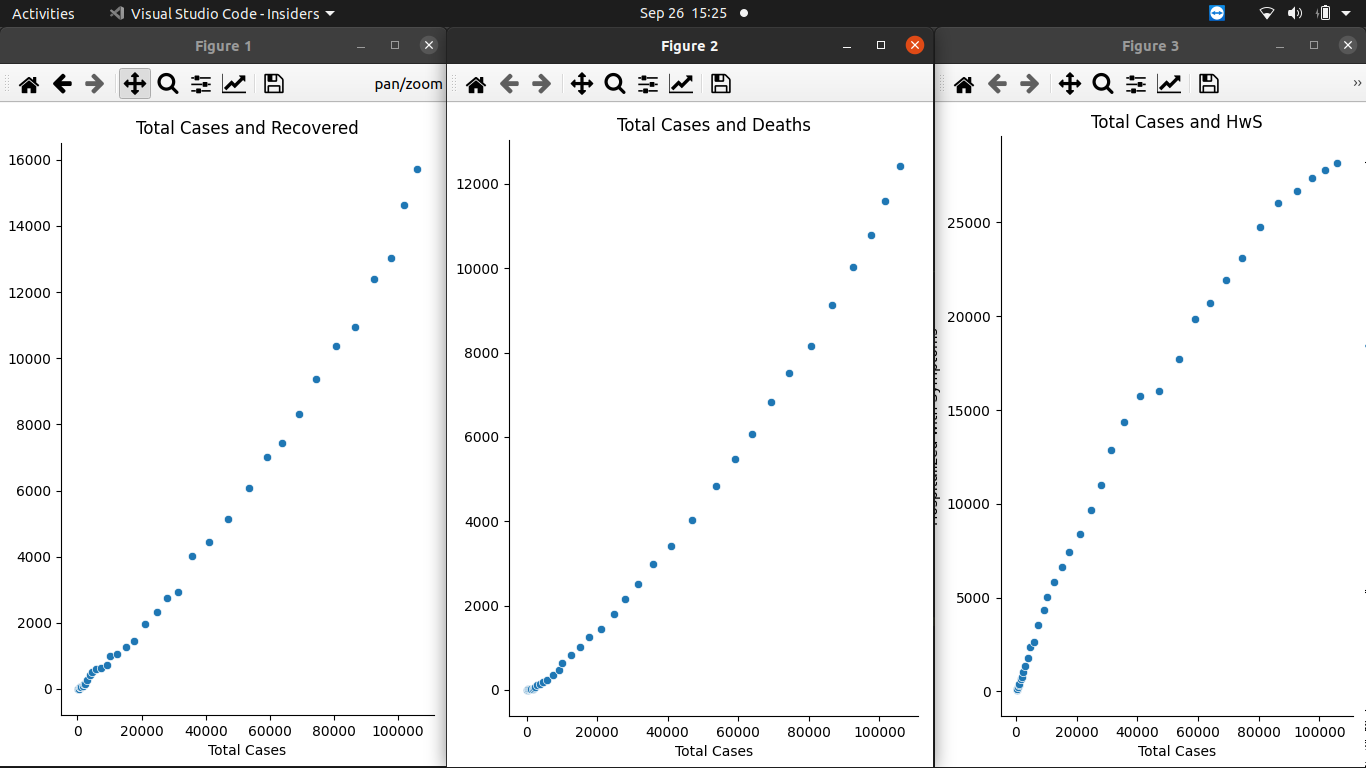 Activities Visual Studio Code - Insiders Sep 26 15:25
Figure 1
pan/zoom
Total Cases and Recovered
16000
14000
12000
10000
8000
6000
4000
2000
0
0 20000 40000 60000 80000 100000
Total Cases
Figure 2
Total Cases and Deaths
12000
10000
8000
6000
4000
2000
0
0 20000 40000 60000 80000 100000
Total Cases
Figure 3
Total Cases and HwS
25000
20000
15000
10000
5000
0
0 20000 40000 60000 80000 100000
Total Cases